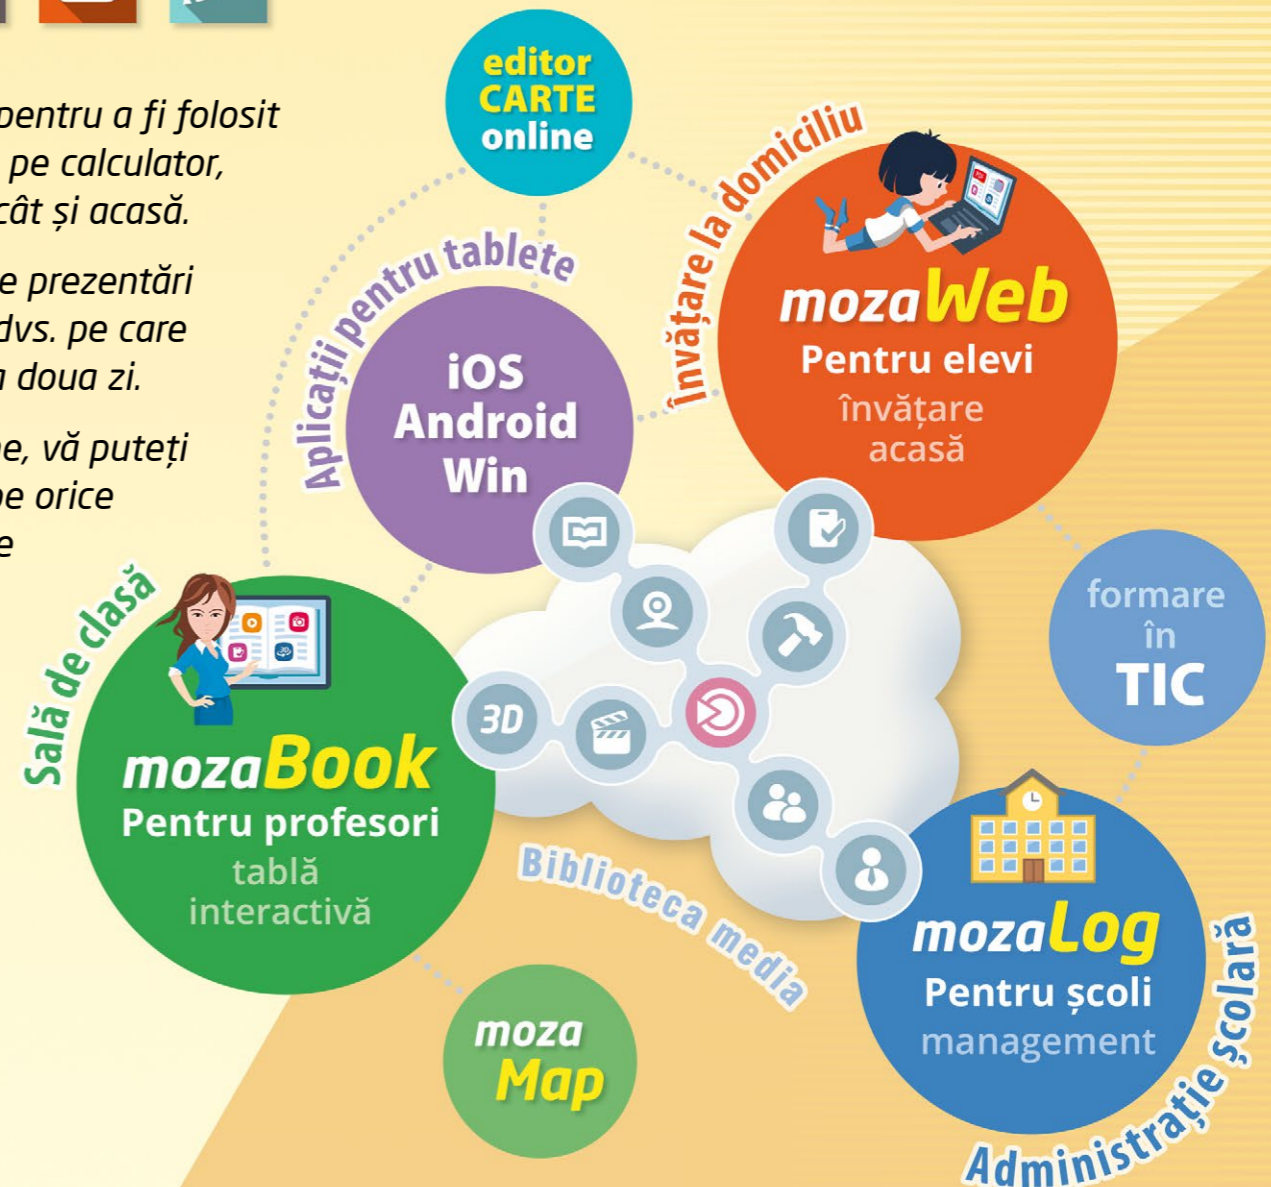 pentru a fi folosit
pe calculator,
cât și acasă.
e prezentări
dvs. pe care
a doua zi.
ne, vă puteți
pe orice
e
editor
CARTE
online
Aplicații pentru tablete
iOS
Android
Win
Învățare la domiciliu
mozaWeb
Pentru elevi
învățare
acasă
formare
în
TIC
Sală de clasă
mozaBook
Pentru profesori
tablă
interactivă
3D
Biblioteca media
moza
Map
mozaLog
Pentru școli
management
Administrație școlară